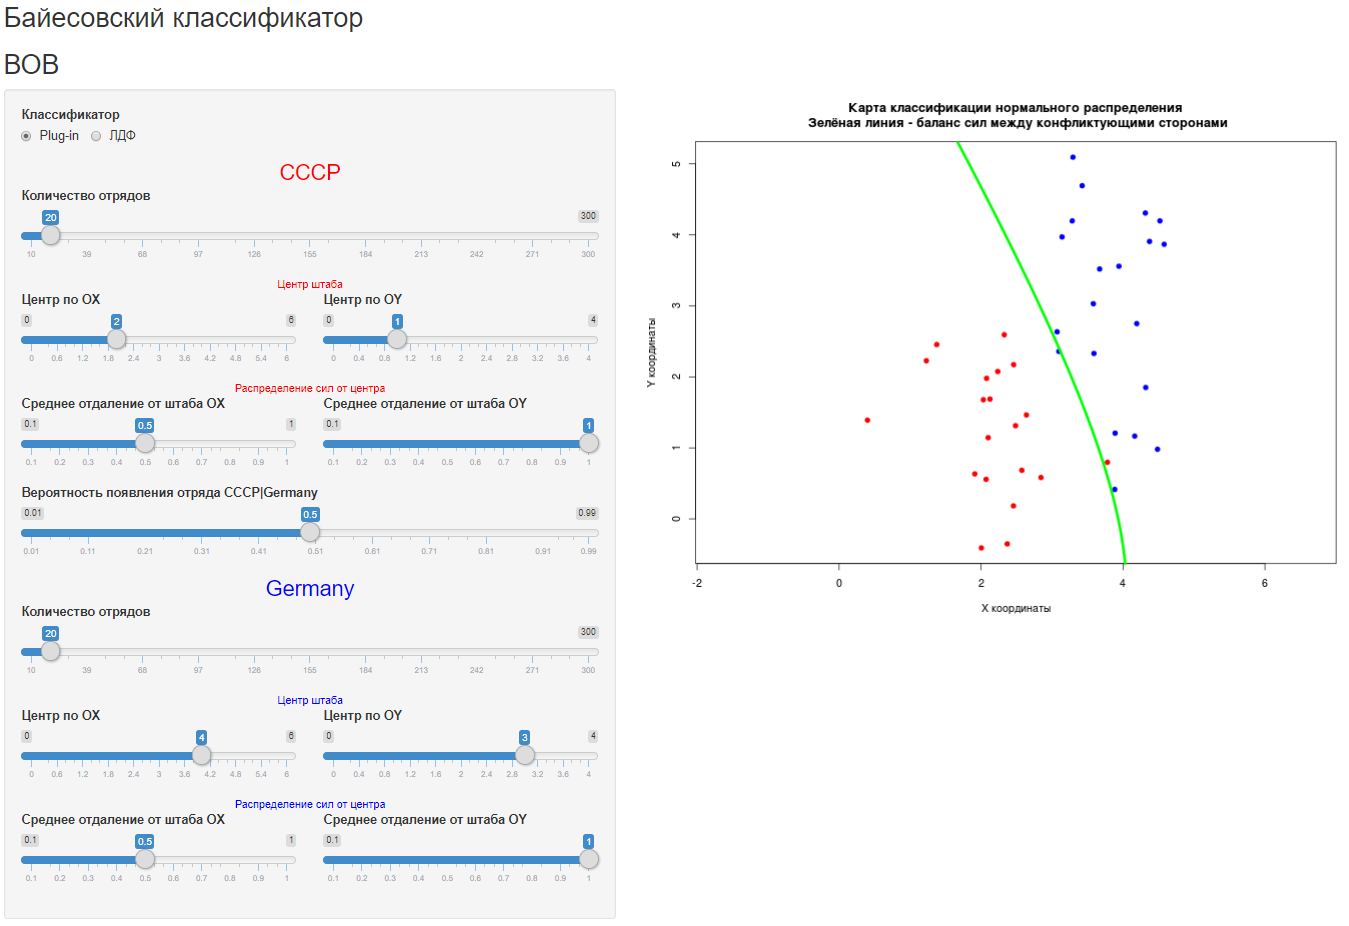 Байесовский классификатор
ВОВ
Классификатор
Plug-in ЛДФ
СССР
Количество отрядов
20 300
10 39 68 97 126 155 184 213 242 271 300
Центр штаба
Центр по OX Центр по OY
0 2 6 0 1 4
0 0.6 1.2 1.8 2.4 3 3.6 4.2 4.8 5.4 6 0 0.4 0.8 1.2 1.6 2 2.4 2.8 3.2 3.6 4
Распределение сил от центра
Среднее отдаление от штаба OX Среднее отдаление от штаба OY
0.1 0.5 1 0.1 1
0.1 0.2 0.3 0.4 0.5 0.6 0.7 0.8 0.9 1 0.1 0.2 0.3 0.4 0.5 0.6 0.7 0.8 0.9 1
Вероятность появления отряда СССР|Germany
0.01 0.5 0.99
0.01 0.11 0.21 0.31 0.41 0.51 0.61 0.71 0.81 0.91 0.99
Germany
Количество отрядов
20 300
10 39 68 97 126 155 184 213 242 271 300
Центр штаба
Центр по OX Центр по OY
0 4 6 0 3 4
0 0.6 1.2 1.8 2.4 3 3.6 4.2 4.8 5.4 6 0 0.4 0.8 1.2 1.6 2 2.4 2.8 3.2 3.6 4
Распределение сил от центра
Среднее отдаление от штаба OX Среднее отдаление от штаба OY
0.1 0.5 1 0.1 1
0.1 0.2 0.3 0.4 0.5 0.6 0.7 0.8 0.9 1 0.1 0.2 0.3 0.4 0.5 0.6 0.7 0.8 0.9 1
Карта классификации нормального распределения
Зелёная линия - баланс сил между конфликтующими сторонами
Y координаты
5
4
3
2
1
0
-2 0 2 4 6
X координаты